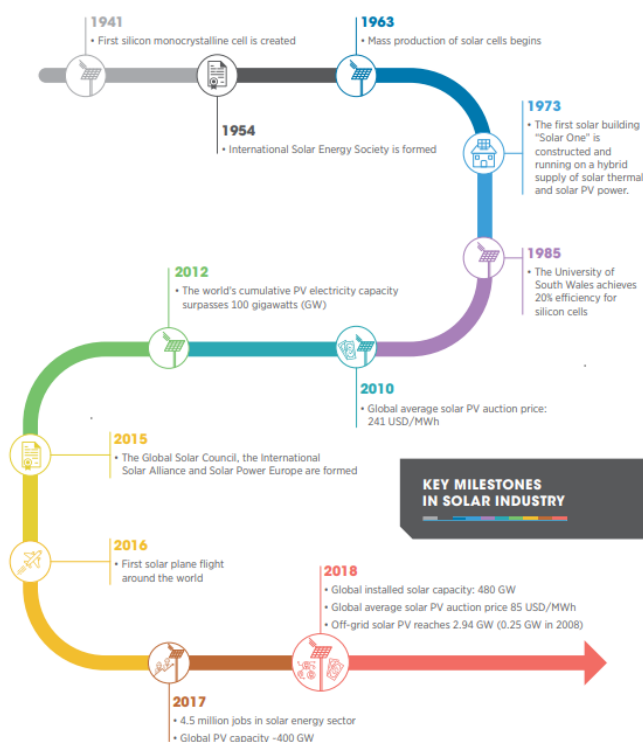 1941
• First silicon monocrystalline cell is created
1963
• Mass production of solar cells begins
1954
• International Solar Energy Society is formed
1973
• The first solar building
"Solar One" is
constructed and
running on a hybrid
supply of solar thermal
and solar PV power.
1985
• The University of
South Wales achieves
20% efficiency for
silicon cells
2012
• The world's cumulative PV electricity capacity
surpasses 100 gigawatts (GW)
2010
• Global average solar PV auction price:
241 USD/MWh
2015
• The Global Solar Council, the International
Solar Alliance and Solar Power Europe are formed
KEY MILESTONES
IN SOLAR INDUSTRY
2016
• First solar plane flight
around the world
2018
• Global installed solar capacity: 480 GW
• Global average solar PV auction price 85 USD/MWh
• Off-grid solar PV reaches 2.94 GW (0.25 GW in 2008)
2017
• 4.5 million jobs in solar energy sector
• Global PV capacity ~400 GW